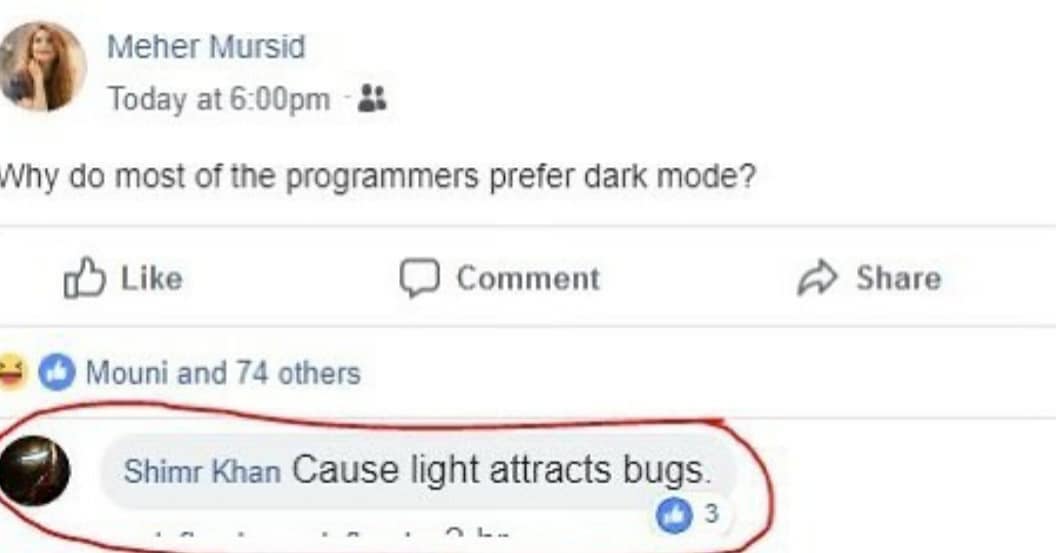 Meher Mursid
Today at 6:00pm
Why do most of the programmers prefer dark mode?
Like Comment Share
Mouni and 74 others
Shimr Khan Cause light attracts bugs.
3